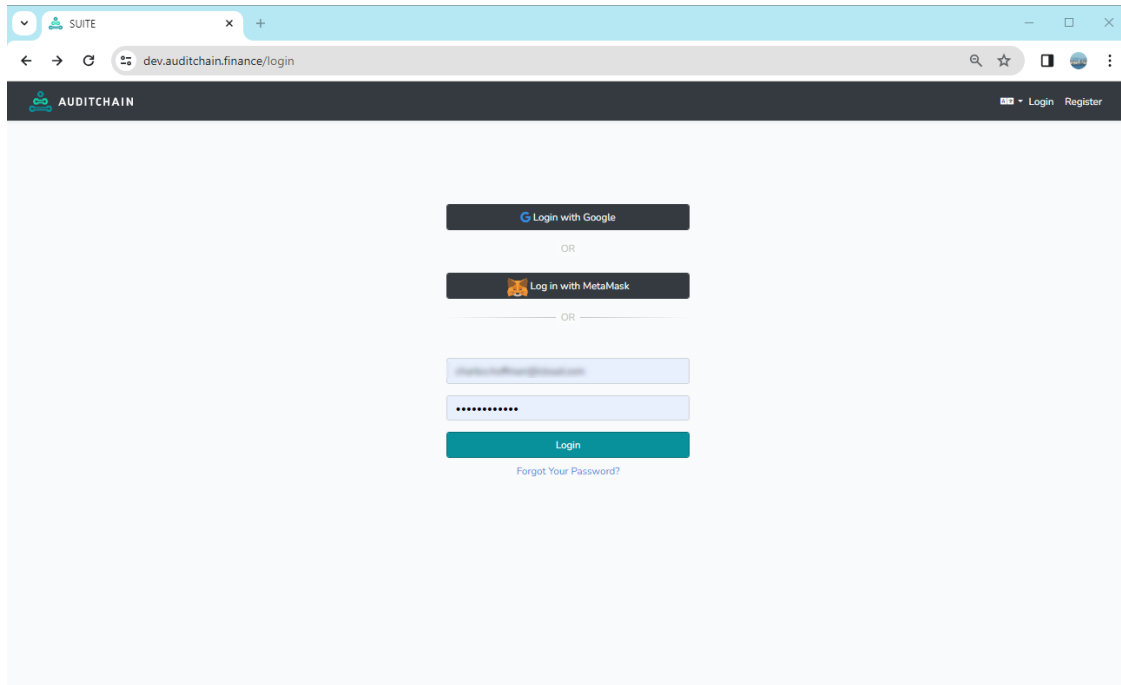 SUITE
dev.auditchain.finance/login
AUDITCHAIN
Login Register
Login with Google
OR
Log in with MetaMask
OR
••••••••••••
Login
Forgot Your Password?